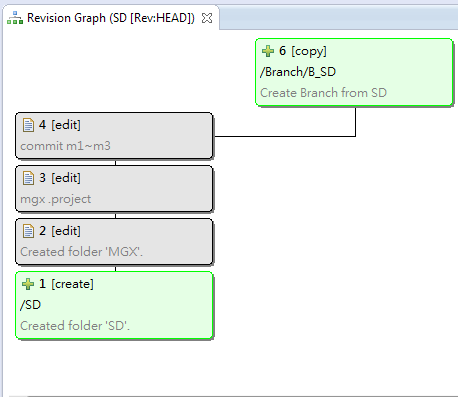 Revision Graph (SD [Rev:HEAD])
6 [copy]
/Branch/B_SD
Create Branch from SD
4 [edit]
commit m1~m3
3 [edit]
mgx .project
2 [edit]
Created folder 'MGX'.
1 [create]
/SD
Created folder 'SD'.